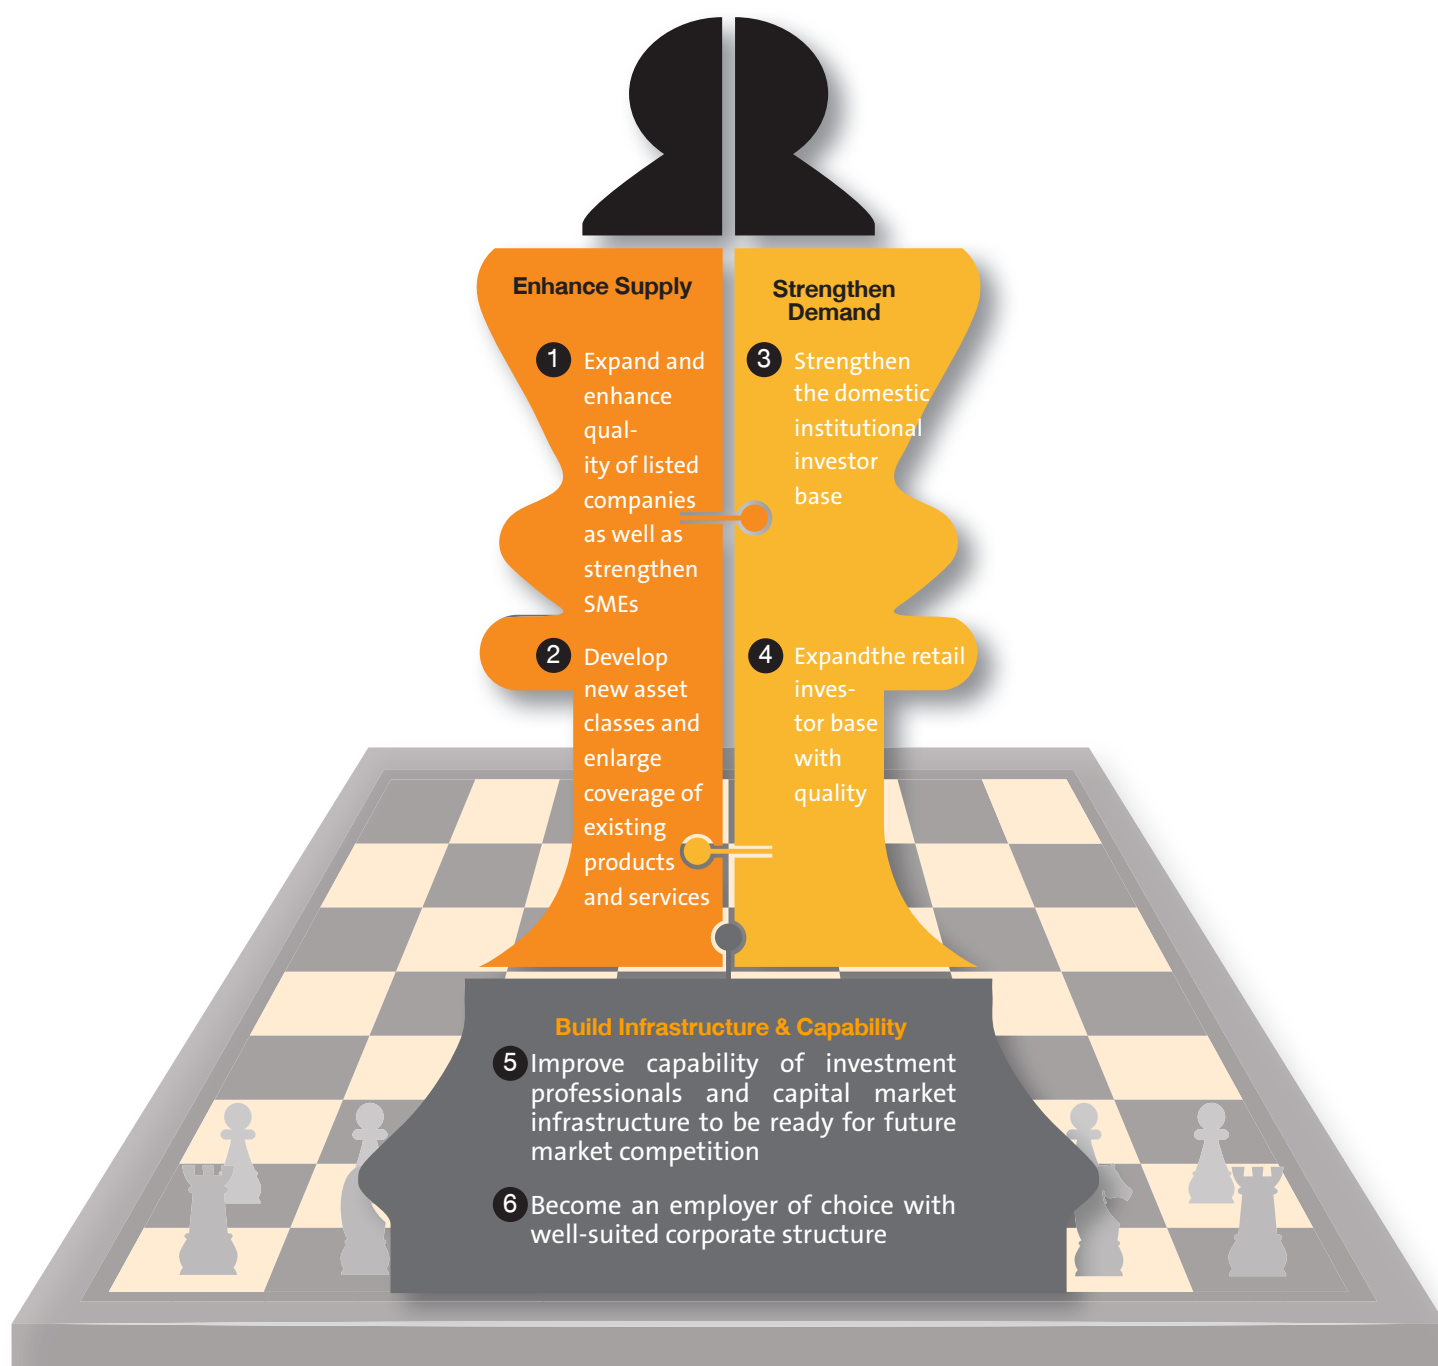 Enhance Supply
1 Expand and
enhance
qual-
ity of listed
companies
as well as
strengthen
SMEs
2 Develop
new asset
classes and
enlarge
coverage of
existing
products
and services
Strengthen
Demand
3 Strengthen
the domestic
institutional
investor
base
4 Expandthe retail
inves-
tor base
with
quality
Build Infrastructure & Capability
5 Improve capability of investment
professionals and capital market
infrastructure to be ready for future
market competition
6 Become an employer of choice with
well-suited corporate structure